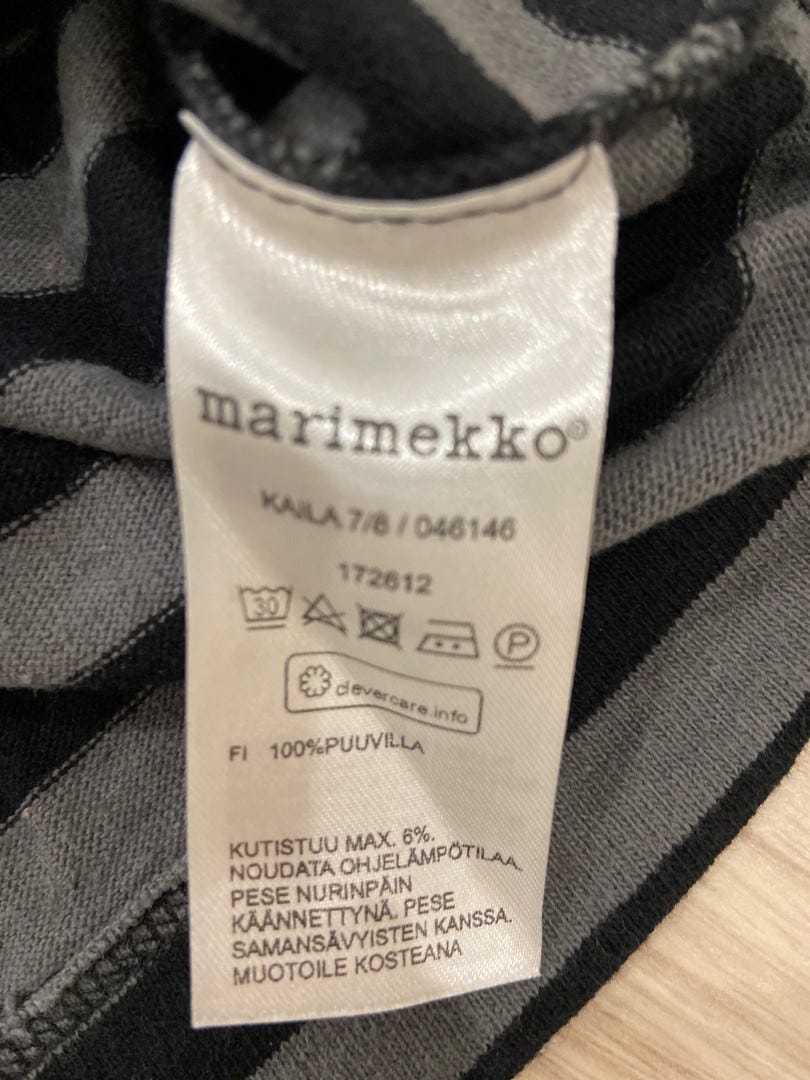 marimekko®
KAILA 7/8 / 046146
172612
30 P
clevercare.info
FI 100%PUUVILLA
KUTISTUU MAX. 6%.
NOUDATA OHJELÄMPÖTILAA.
PESE NURINPÄIN
KÄÄNNETTYNÄ. PESE
SAMANSÄVYISTEN KANSSA.
MUOTOILE KOSTEANA